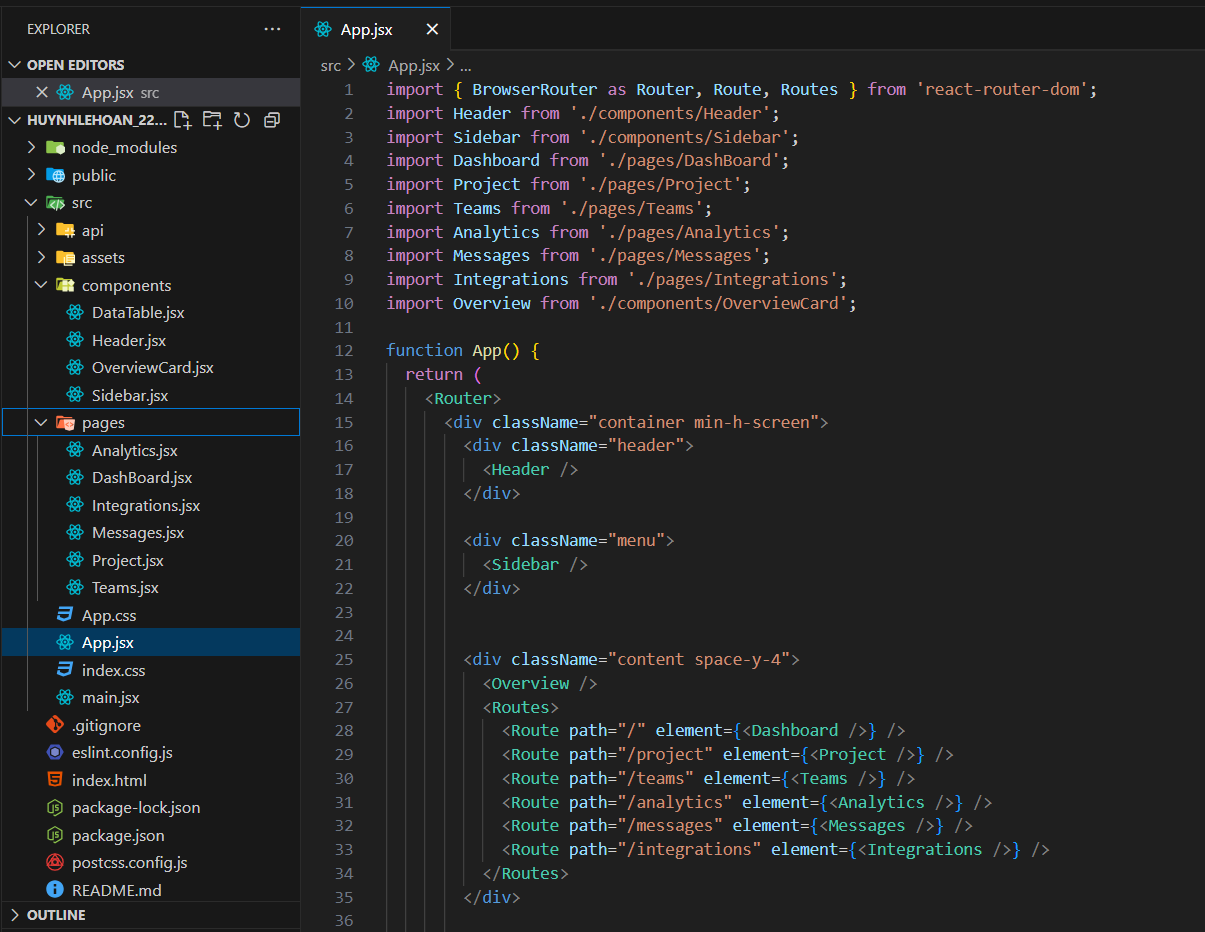 EXPLORER
...
OPEN EDITORS
App.jsx src
HUYNHLEHOAN_22...
node_modules
public
src
api
assets
components
DataTable.jsx
Header.jsx
OverviewCard.jsx
Sidebar.jsx
pages
Analytics.jsx
DashBoard.jsx
Integrations.jsx
Messages.jsx
Project.jsx
Teams.jsx
App.css
App.jsx
index.css
main.jsx
.gitignore
eslint.config.js
index.html
package-lock.json
package.json
postcss.config.js
README.md
OUTLINE
App.jsx
src > App.jsx > ...
1 import { BrowserRouter as Router, Route, Routes } from 'react-router-dom';
2 import Header from './components/Header';
3 import Sidebar from './components/Sidebar';
4 import Dashboard from './pages/DashBoard';
5 import Project from './pages/Project';
6 import Teams from './pages/Teams';
7 import Analytics from './pages/Analytics';
8 import Messages from './pages/Messages';
9 import Integrations from './pages/Integrations';
10 import Overview from './components/OverviewCard';
11
12 function App() {
13 return (
14 <Router>
15 <div className="container min-h-screen">
16 <div className="header">
17 <Header />
18 </div>
19
20 <div className="menu">
21 <Sidebar />
22 </div>
23
24
25 <div className="content space-y-4">
26 <Overview />
27 <Routes>
28 <Route path="/" element={<Dashboard />} />
29 <Route path="/project" element={<Project />} />
30 <Route path="/teams" element={<Teams />} />
31 <Route path="/analytics" element={<Analytics />} />
32 <Route path="/messages" element={<Messages />} />
33 <Route path="/integrations" element={<Integrations />} />
34 </Routes>
35 </div>
36